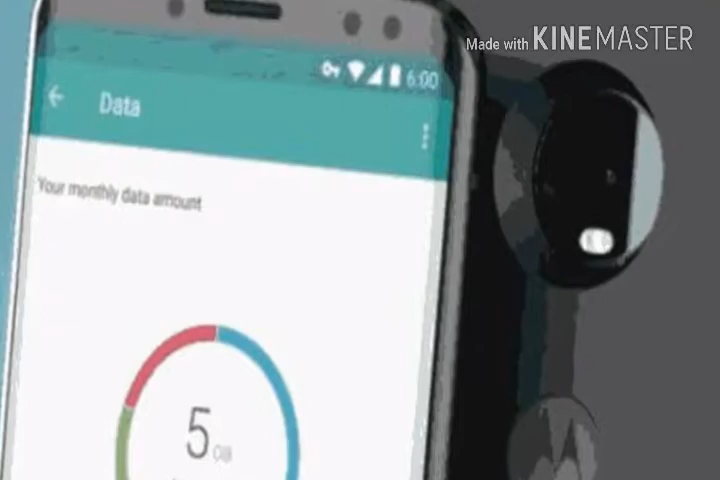 Made with KINEMASTER
6:00
Data
Your monthly data amount
5 GB